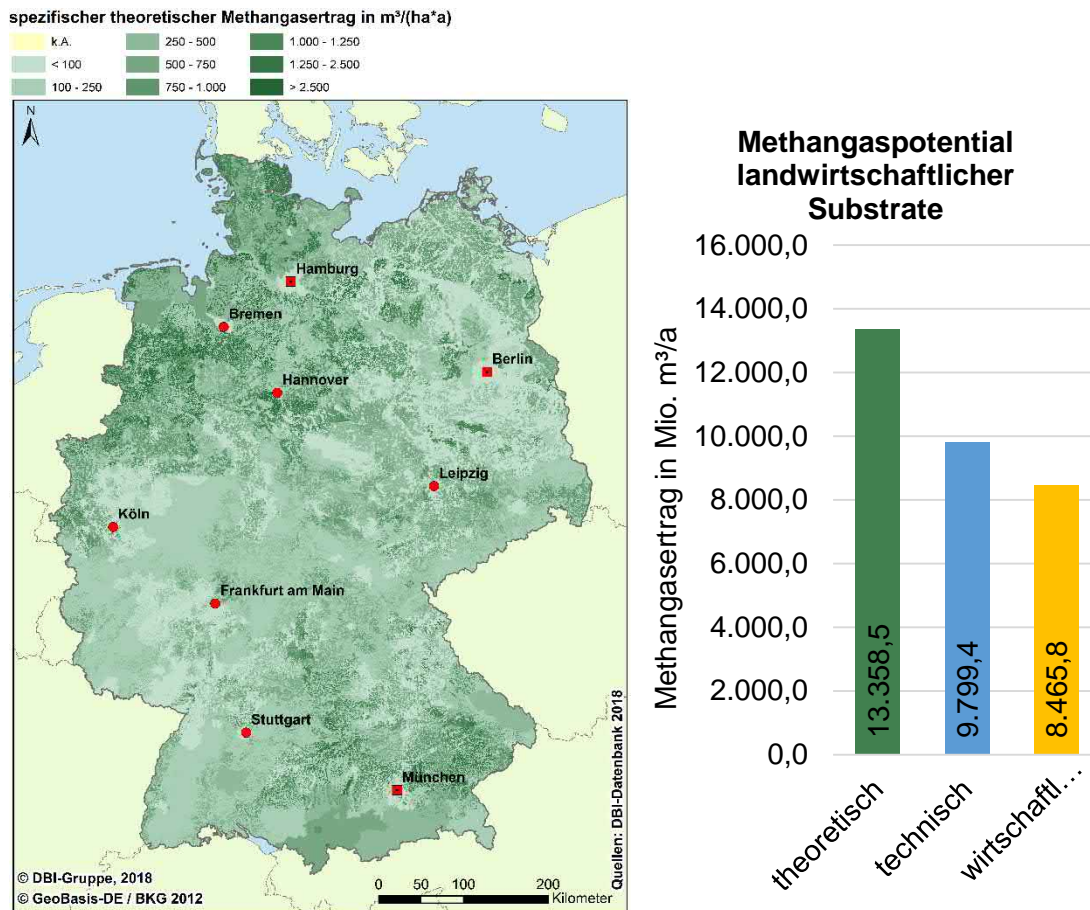 spezifischer theoretischer Methangasertrag in m³/(ha*a)
k.A.
< 100
100 - 250
250 - 500
500 - 750
750 - 1.000
1.000 - 1.250
1.250 - 2.500
> 2.500
N
Hamburg
Bremen
Berlin
Hannover
Leipzig
Köln
Frankfurt am Main
Stuttgart
München
Quellen: DBI-Datenbank 2018
© DBI-Gruppe, 2018
© GeoBasis-DE / BKG 2012
0 50 100 200
Kilometer
Methangaspotential
landwirtschaftlicher
Substrate
Methangasertrag in Mio. m³/a
16.000,0
14.000,0
12.000,0
10.000,0
8.000,0
6.000,0
4.000,0
2.000,0
0,0
13.358,5
9.799,4
8.465,8
theoretisch
technisch
wirtschaftl…